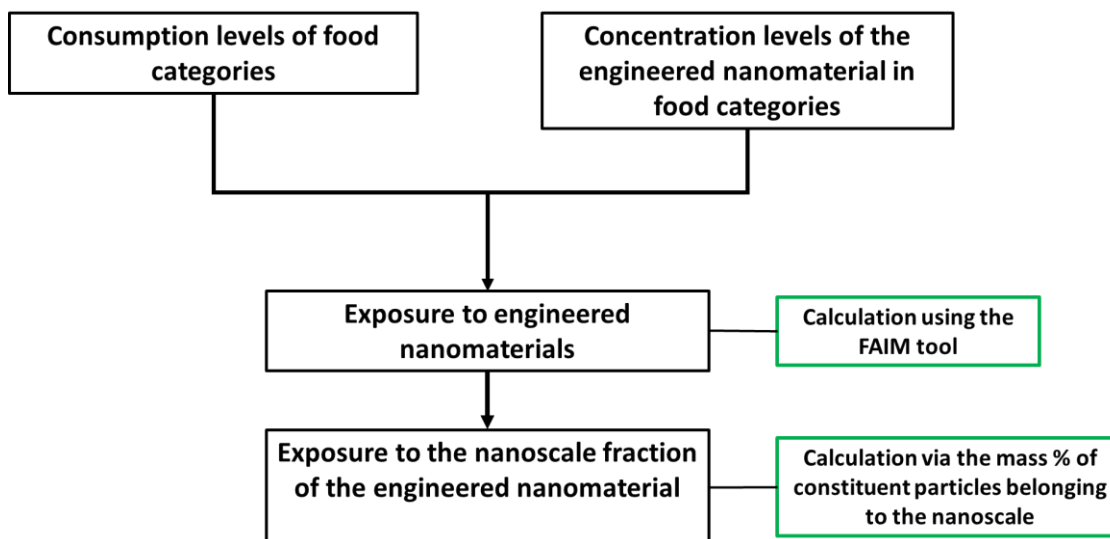 Consumption levels of food
categories
Concentration levels of the
engineered nanomaterial in
food categories
Exposure to engineered
nanomaterials
Calculation using the
FAIM tool
Exposure to the nanoscale fraction
of the engineered nanomaterial
Calculation via the mass % of
constituent particles belonging
to the nanoscale